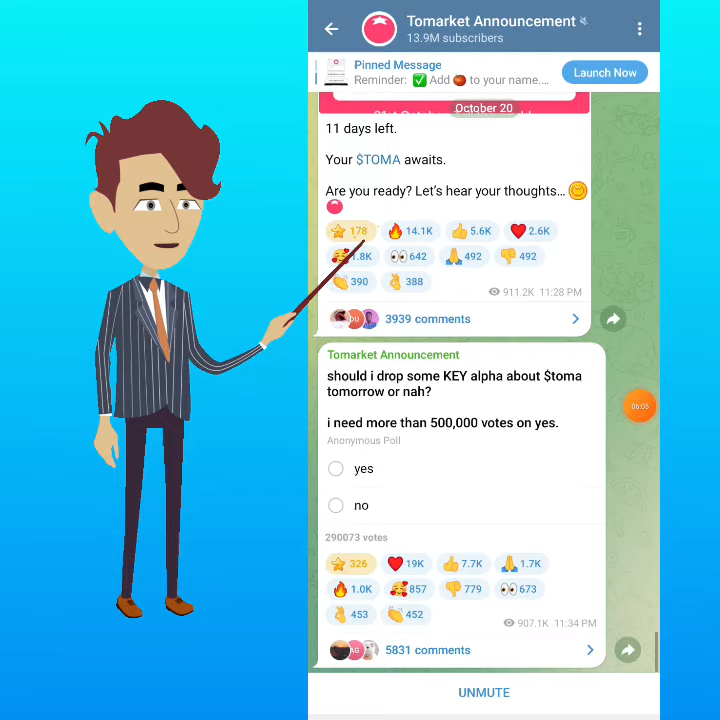 Tomarket Announcement
13.9M subscribers
Pinned Message
Reminder: ✅ Add 🍅 to your name....
Launch Now
October 20
11 days left.
Your $TOMA awaits.
Are you ready? Let's hear your thoughts... 😊
🍅
⭐ 178 🔥 14.1K 👍 5.6K ❤️ 2.6K
🥰 1.8K 👀 642 🙏 492 👎 492
👏 390 👌 388
911.2K 11:28 PM
DU
3939 comments
Tomarket Announcement
should i drop some KEY alpha about $toma
tomorrow or nah?
i need more than 500,000 votes on yes.
Anonymous Poll
yes
no
290073 votes
⭐ 326 ❤️ 19K 👍 7.7K 🙏 1.7K
🔥 1.0K 🥰 857 👎 779 👀 673
👌 453 👏 452
907.1K 11:34 PM
AG
5831 comments
06:05
UNMUTE